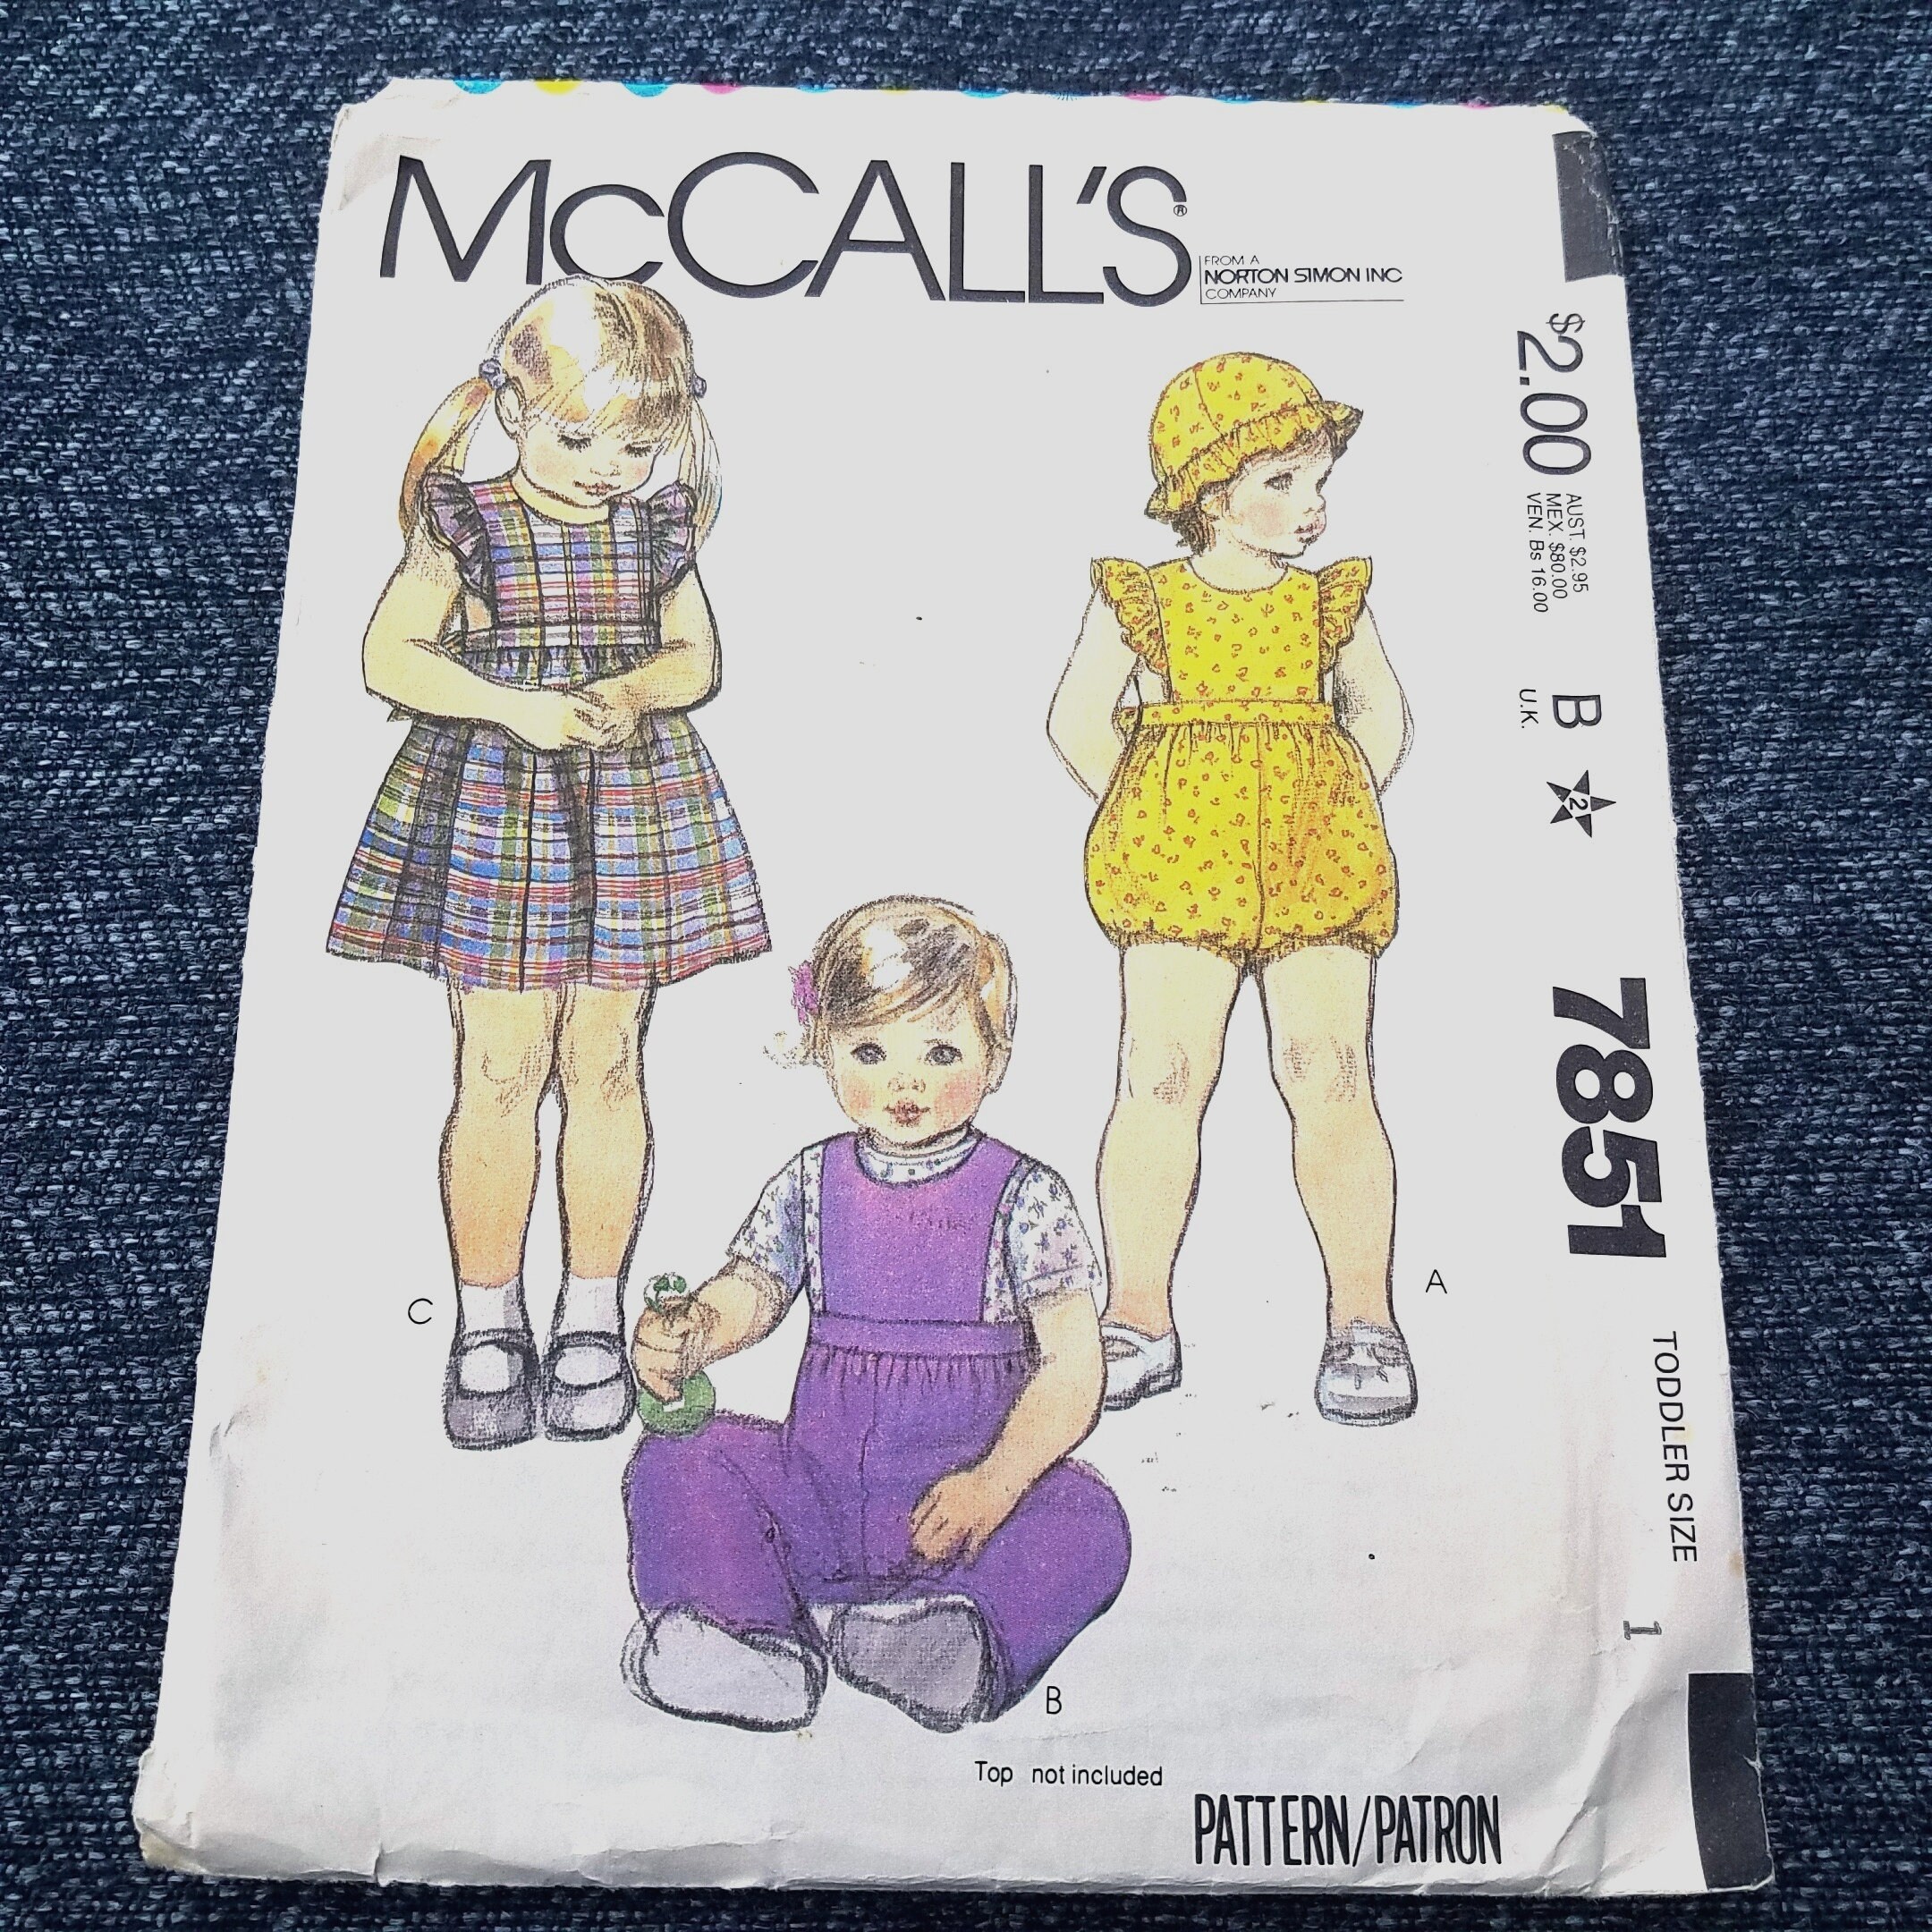 McCALL'S®
FROM A
NORTON SIMON INC
COMPANY
$2.00
AUST. $2.95
MEX. $80.00
VEN. Bs 16.00
B
U.K.
2
7851
TODDLER SIZE
1
C
A
B
Top not included
PATTERN/PATRON